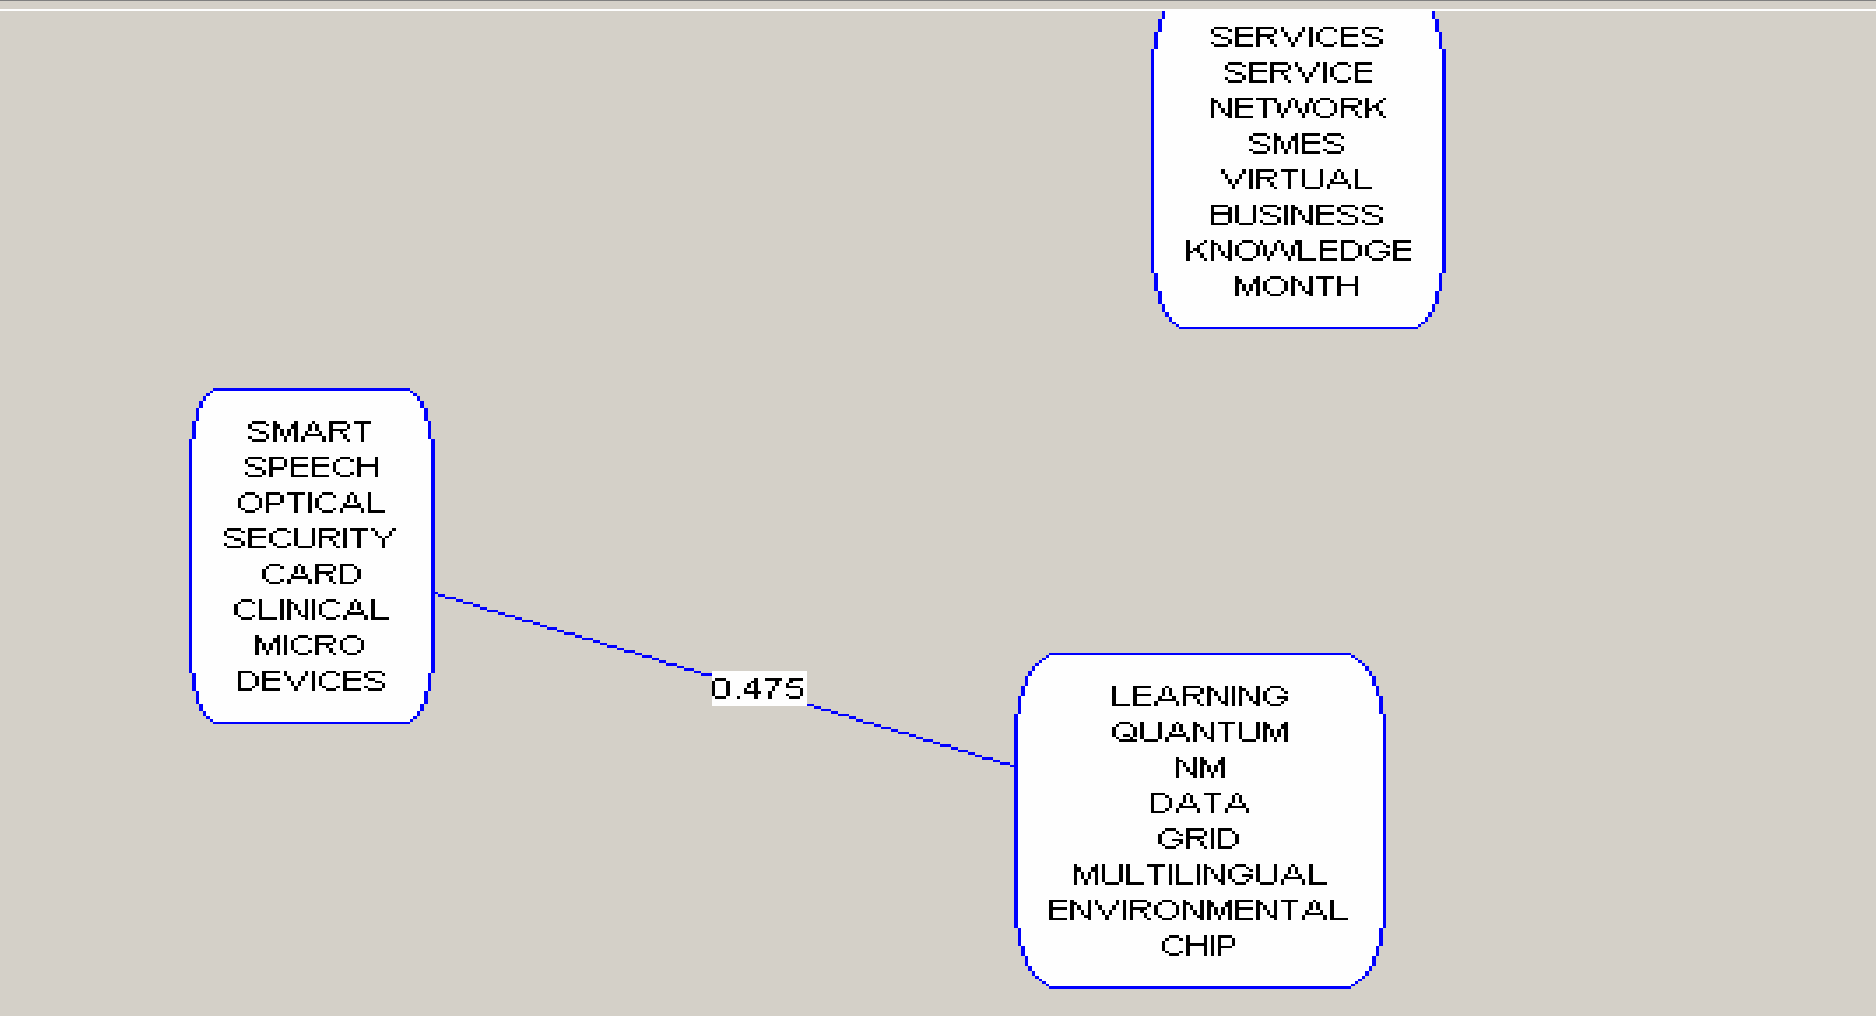 SERVICES
SERVICE
NETWORK
SMES
VIRTUAL
BUSINESS
KNOWLEDGE
MONTH
SMART
SPEECH
OPTICAL
SECURITY
CARD
CLINICAL
MICRO
DEVICES
0.475
LEARNING
QUANTUM
NM
DATA
GRID
MULTILINGUAL
ENVIRONMENTAL
CHIP